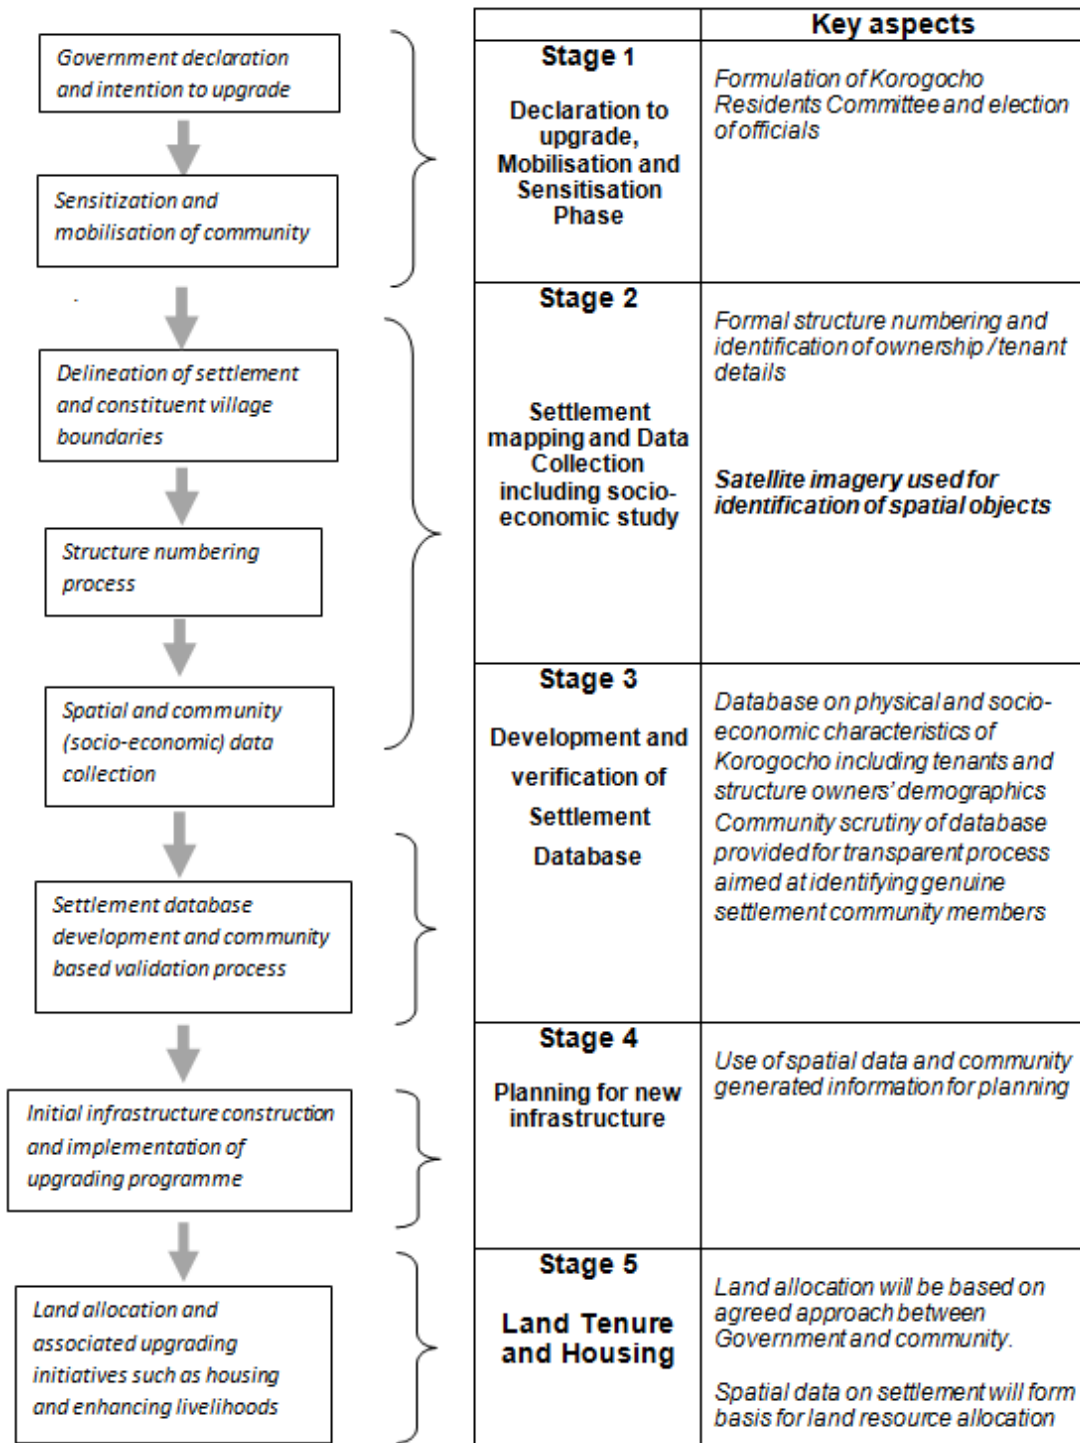 Government declaration
and intention to upgrade
Sensitization and
mobilisation of community
Delineation of settlement
and constituent village
boundaries
Structure numbering
process
Spatial and community
(socio-economic) data
collection
Settlement database
development and community
based validation process
Initial infrastructure construction
and implementation of
upgrading programme
Land allocation and
associated upgrading
initiatives such as housing
and enhancing livelihoods
Key aspects
Stage 1
Declaration to
upgrade,
Mobilisation and
Sensitisation
Phase
Formulation of Korogocho
Residents Committee and election
of officials
Stage 2
Settlement
mapping and Data
Collection
including socio-
economic study
Formal structure numbering and
identification of ownership / tenant
details
Satellite imagery used for
identification of spatial objects
Stage 3
Development and
verification of
Settlement
Database
Database on physical and socio-
economic characteristics of
Korogocho including tenants and
structure owners' demographics
Community scrutiny of database
provided for transparent process
aimed at identifying genuine
settlement community members
Stage 4
Planning for new
infrastructure
Use of spatial data and community
generated information for planning
Stage 5
Land Tenure
and Housing
Land allocation will be based on
agreed approach between
Government and community.
Spatial data on settlement will form
basis for land resource allocation